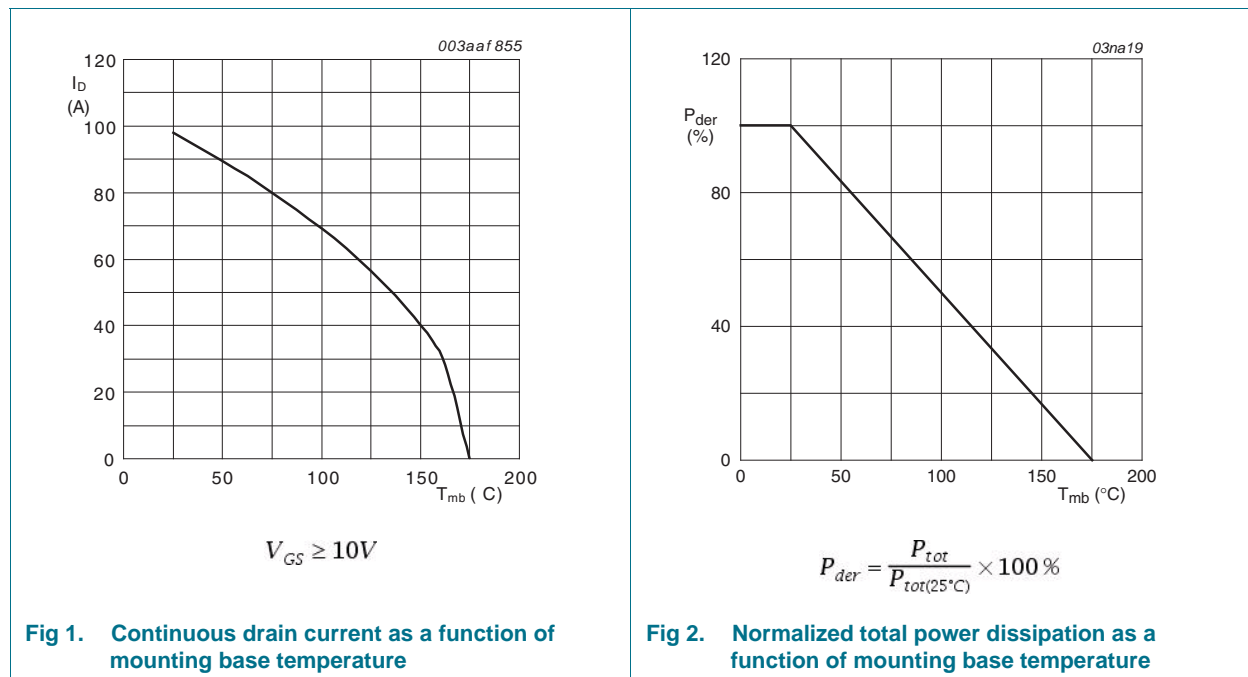 003aaf855
120
I_D
(A)
100
80
60
40
20
0
0 50 100 150 200
T_mb ( C)
V_GS ≥ 10V
Fig 1. Continuous drain current as a function of
mounting base temperature
03na19
120
P_der
(%)
80
40
0
0 50 100 150 200
T_mb (°C)
P_der = P_tot / P_tot(25°C) × 100 %
Fig 2. Normalized total power dissipation as a
function of mounting base temperature